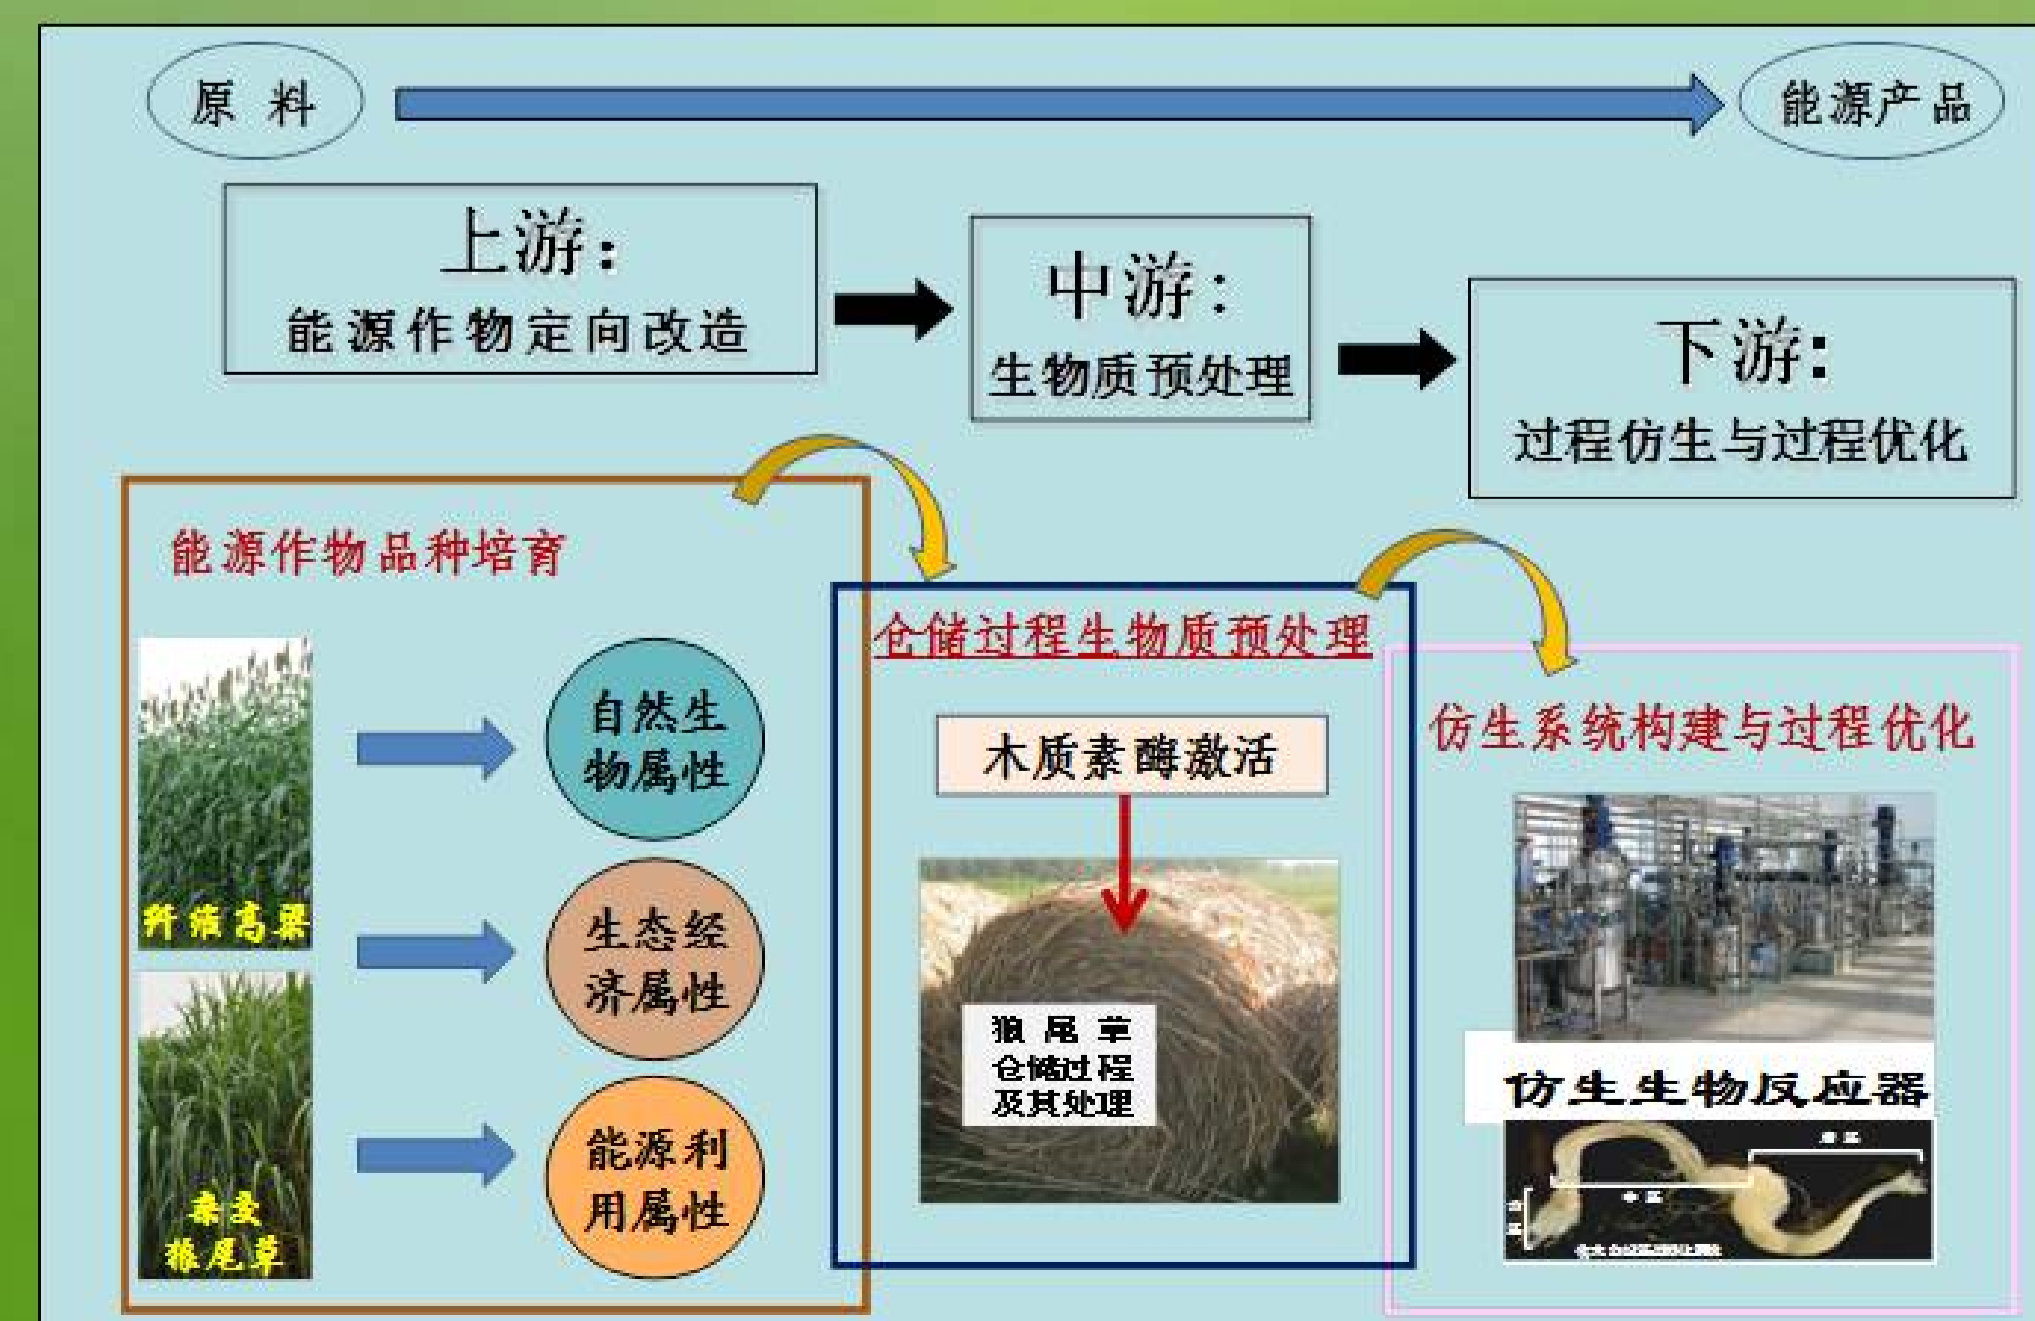 原 料
能源产品
上游：
能源作物定向改造
中游：
生物质预处理
下游：
过程仿生与过程优化
能源作物品种培育
纤维高粱
杂交
狼尾草
自然生
物属性
生态经
济属性
能源利
用属性
仓储过程生物质预处理
木质素酶激活
狼 尾 草
仓储过程
及其处理
仿生系统构建与过程优化
仿生生物反应器
中 肠